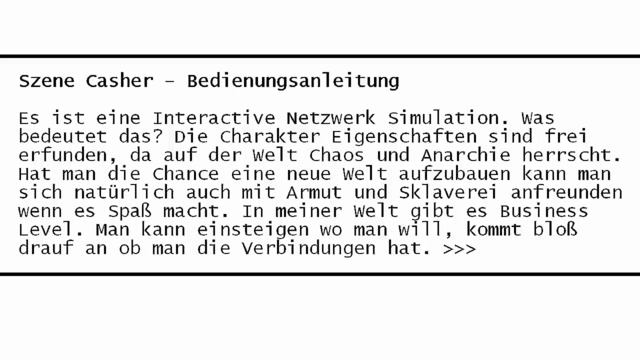 Szene Casher – Bedienungsanleitung
Es ist eine Interactive Netzwerk Simulation. Was
bedeutet das? Die Charakter Eigenschaften sind frei
erfunden, da auf der Welt Chaos und Anarchie herrscht.
Hat man die Chance eine neue Welt aufzubauen kann man
sich natürlich auch mit Armut und Sklaverei anfreunden
wenn es Spaß macht. In meiner Welt gibt es Business
Level. Man kann einsteigen wo man will, kommt bloß
drauf an ob man die Verbindungen hat. >>>